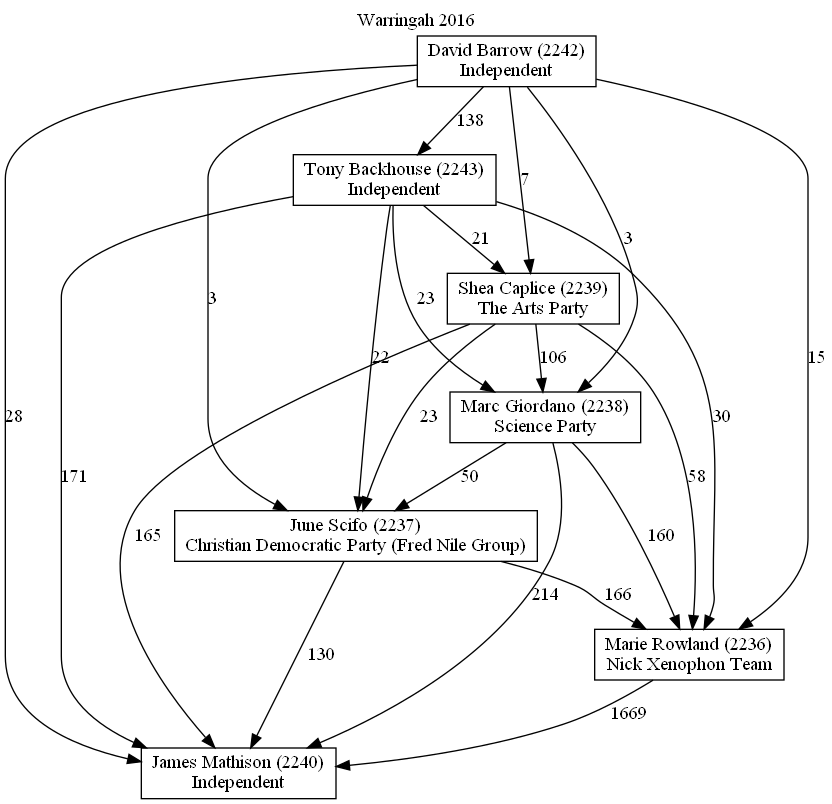 Warringah 2016
David Barrow (2242)
Independent
138
Tony Backhouse (2243)
Independent
7
21
3
Shea Caplice (2239)
The Arts Party
3
23
22
106
15
Marc Giordano (2238)
Science Party
28
23
30
171
50
58
June Scifo (2237)
Christian Democratic Party (Fred Nile Group)
165
160
214
166
Marie Rowland (2236)
Nick Xenophon Team
130
1669
James Mathison (2240)
Independent